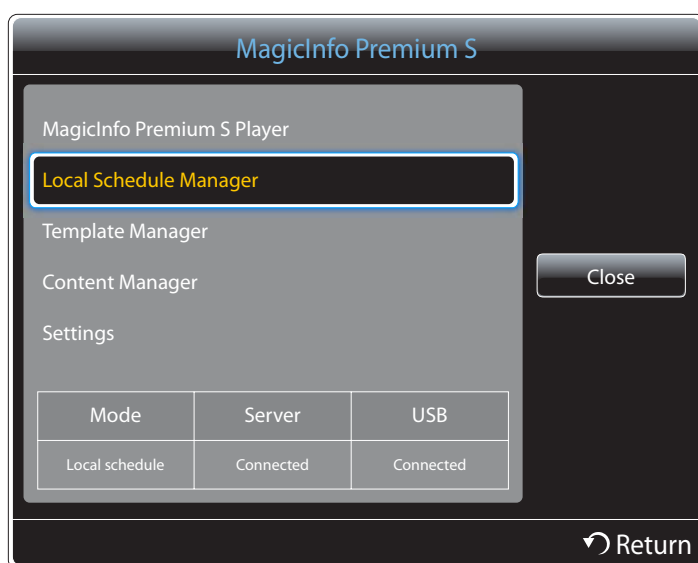 MagicInfo Premium S
MagicInfo Premium S Player
Local Schedule Manager
Template Manager
Content Manager
Settings
Close
Mode Server USB
Local schedule Connected Connected
Return